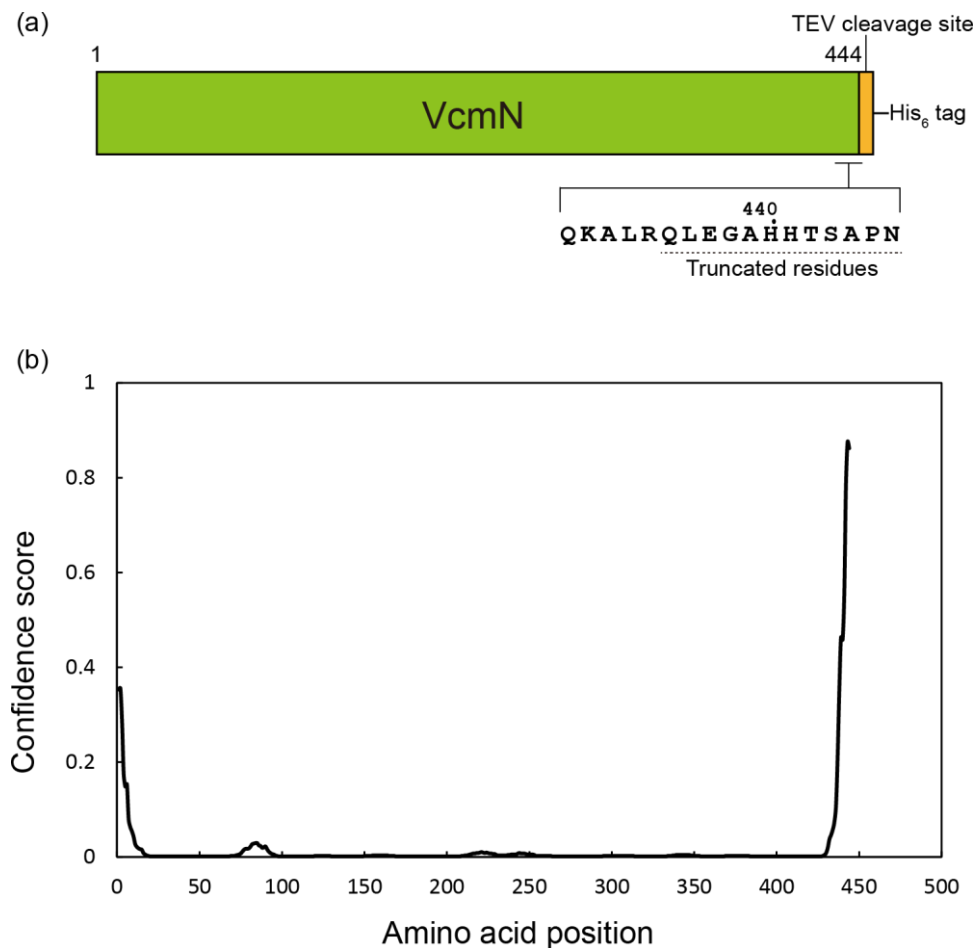 (a)
TEV cleavage site
1
444
VcmN
His6 tag
440
QKALRQLEGAHHTSAPN
Truncated residues
(b)
1
0.8
0.6
0.4
0.2
0
Confidence score
0 50 100 150 200 250 300 350 400 450 500
Amino acid position